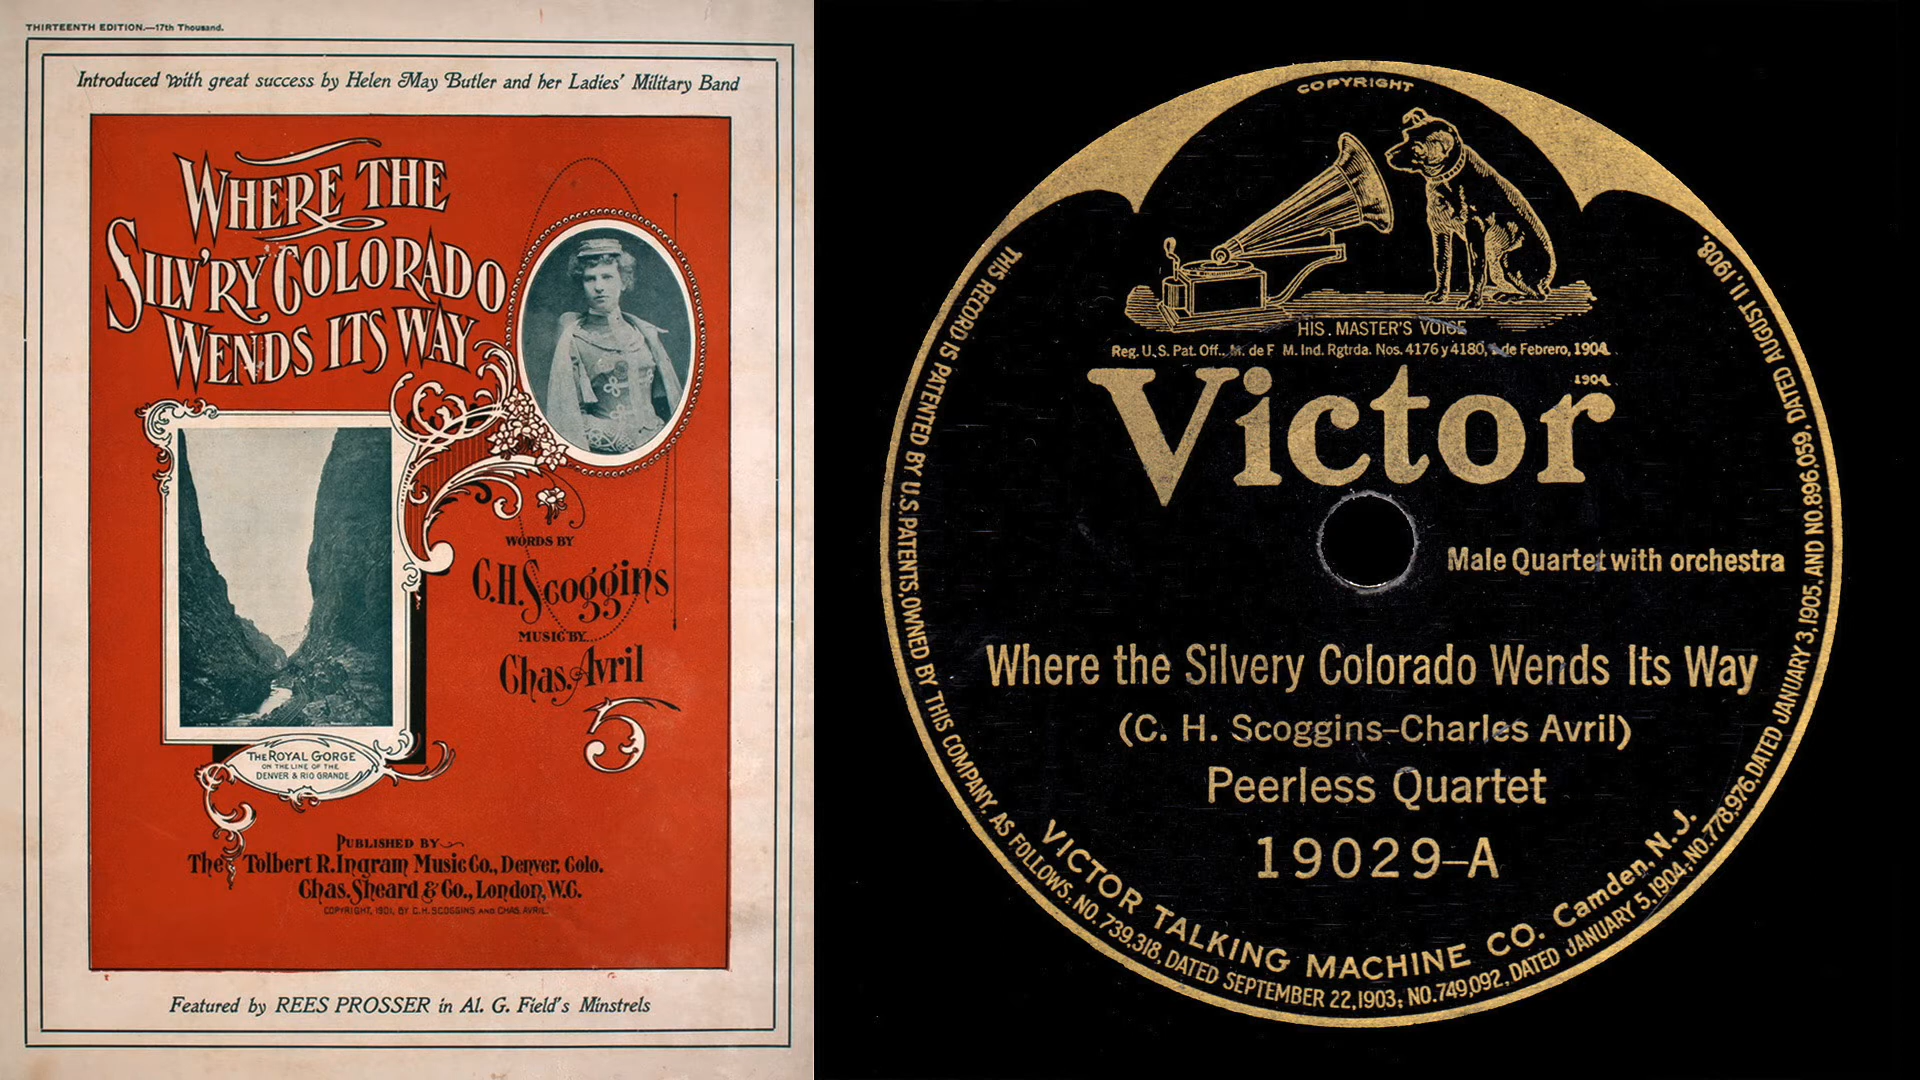 THIRTEENTH EDITION.—17th Thousand.
Introduced with great success by Helen May Butler and her Ladies' Military Band
WHERE THE
SILV'RY COLORADO
WENDS ITS WAY
WORDS BY
C.H. Scoggins
MUSIC BY
Chas. Avril
5
THE ROYAL GORGE
ON THE LINE OF THE
DENVER & RIO GRANDE
PUBLISHED BY
The Tolbert R. Ingram Music Co., Denver, Colo.
Chas. Sheard & Co., London, W.C.
COPYRIGHT, 1901, BY C.H. SCOGGINS AND CHAS. AVRIL.
Featured by REES PROSSER in Al. G. Field's Minstrels
COPYRIGHT
HIS MASTER'S VOICE
Reg. U.S. Pat. Off. M. de F M. Ind. Rgtrda. Nos. 4176 y 4180, de Febrero, 1904.
1904
Victor
Male Quartet with orchestra
Where the Silvery Colorado Wends Its Way
(C. H. Scoggins–Charles Avril)
Peerless Quartet
19029–A
VICTOR TALKING MACHINE CO. Camden, N.J.
THIS RECORD IS PATENTED BY U.S. PATENTS, OWNED BY THIS COMPANY, AS FOLLOWS: NO. 739,318, DATED SEPTEMBER 22, 1903; NO. 749,092, DATED JANUARY 5, 1904; NO. 778,976, DATED JANUARY 3, 1905, AND NO. 896,059, DATED AUGUST 11, 1908.